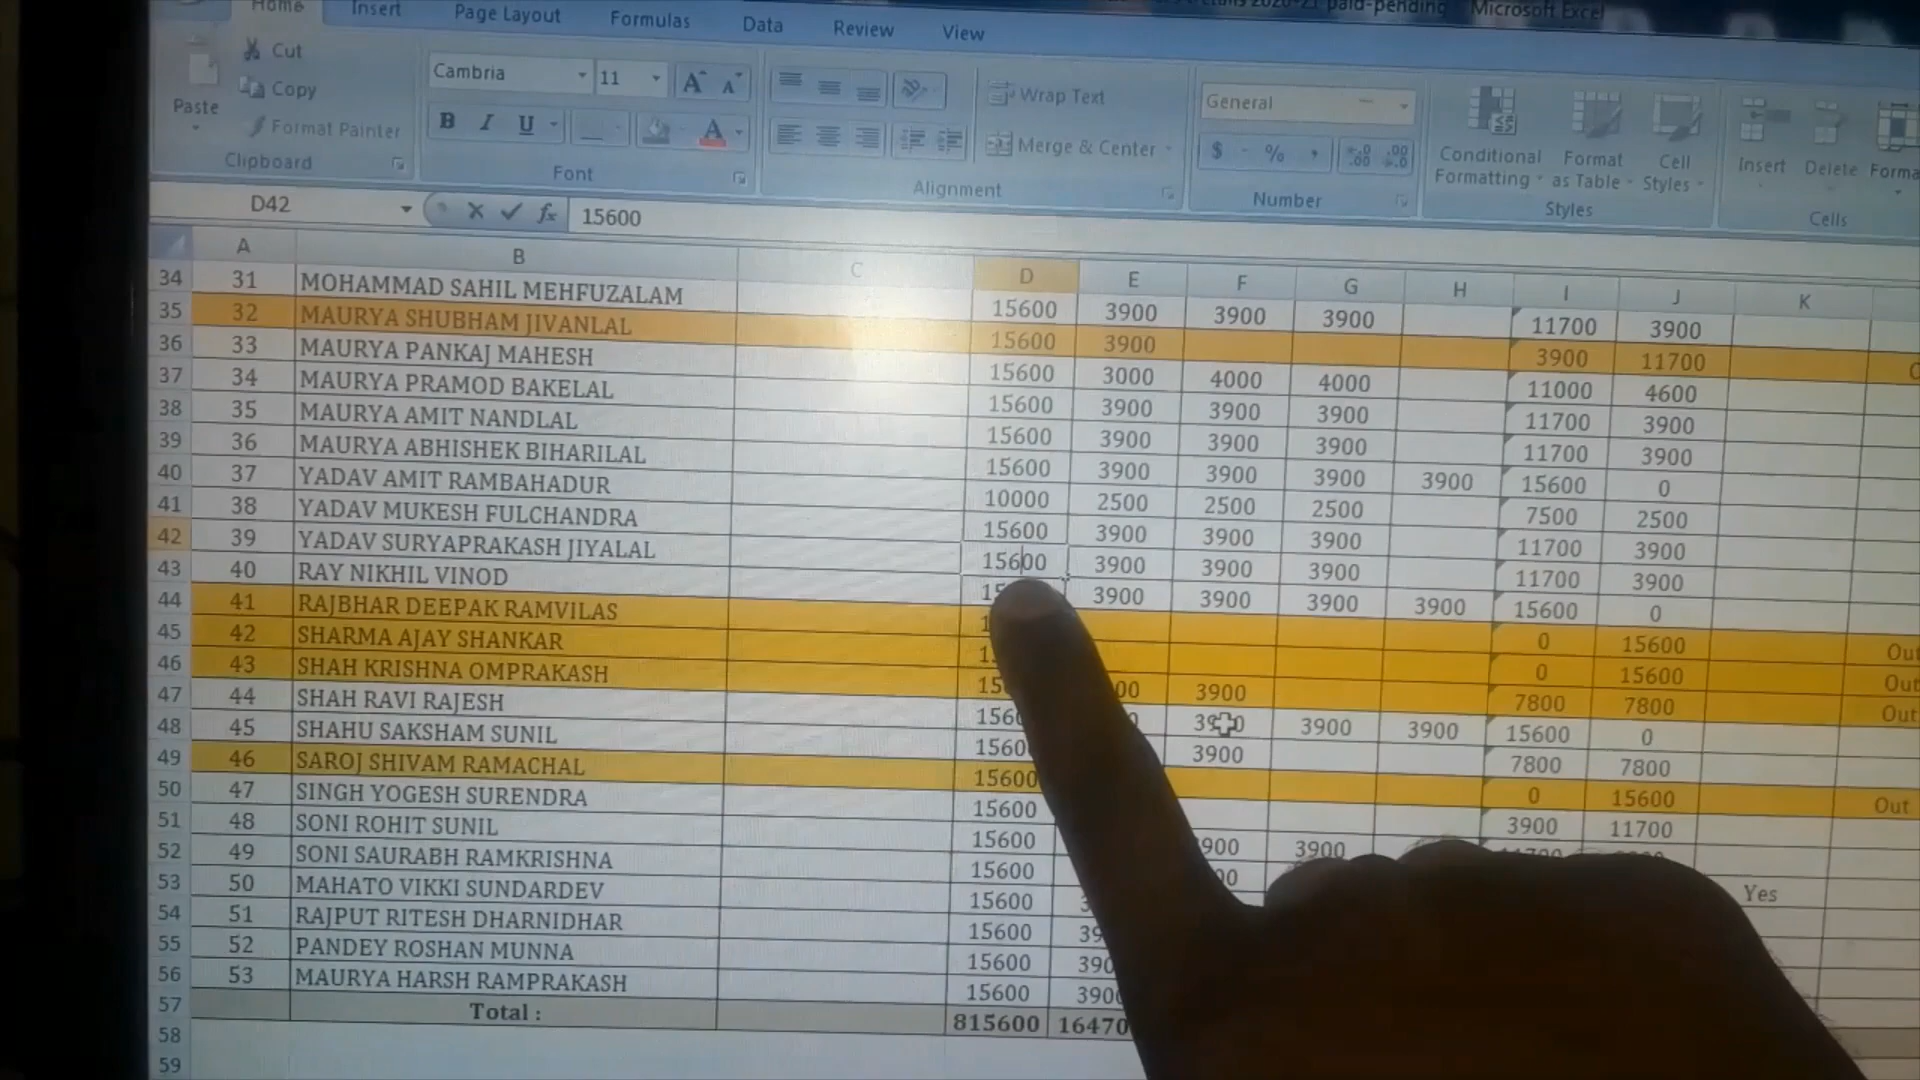 paid-pending Microsoft Excel
Home Insert Page Layout Formulas Data Review View
Cut
Copy
Paste
Format Painter
Clipboard
Cambria 11
B I U
Font
Wrap Text
Merge & Center
Alignment
General
$ % ,
Number
Conditional Formatting
Format as Table
Cell Styles
Styles
Insert Delete
Cells
D42 fx 15600
A B C D E F G H I J K
34 31 MOHAMMAD SAHIL MEHFUZALAM 15600 3900 3900 3900 11700 3900
35 32 MAURYA SHUBHAM JIVANLAL 15600 3900 3900 11700
36 33 MAURYA PANKAJ MAHESH 15600 3000 4000 4000 11000 4600
37 34 MAURYA PRAMOD BAKELAL 15600 3900 3900 3900 11700 3900
38 35 MAURYA AMIT NANDLAL 15600 3900 3900 3900 11700 3900
39 36 MAURYA ABHISHEK BIHARILAL 15600 3900 3900 3900 3900 15600 0
40 37 YADAV AMIT RAMBAHADUR 10000 2500 2500 2500 7500 2500
41 38 YADAV MUKESH FULCHANDRA 15600 3900 3900 3900 11700 3900
42 39 YADAV SURYAPRAKASH JIYALAL 15600 3900 3900 3900 11700 3900
43 40 RAY NIKHIL VINOD 3900 3900 3900 3900 15600 0
44 41 RAJBHAR DEEPAK RAMVILAS 0 15600 Out
45 42 SHARMA AJAY SHANKAR 0 15600 Out
46 43 SHAH KRISHNA OMPRAKASH 3900 7800 7800 Out
47 44 SHAH RAVI RAJESH 3900 3900 15600 0
48 45 SHAHU SAKSHAM SUNIL 3900 7800 7800
49 46 SAROJ SHIVAM RAMACHAL 15600 0 15600 Out
50 47 SINGH YOGESH SURENDRA 15600 3900 11700
51 48 SONI ROHIT SUNIL 15600 3900
52 49 SONI SAURABH RAMKRISHNA 15600 Yes
53 50 MAHATO VIKKI SUNDARDEV 15600
54 51 RAJPUT RITESH DHARNIDHAR 15600
55 52 PANDEY ROSHAN MUNNA 15600
56 53 MAURYA HARSH RAMPRAKASH 15600
57 Total : 815600
58
59